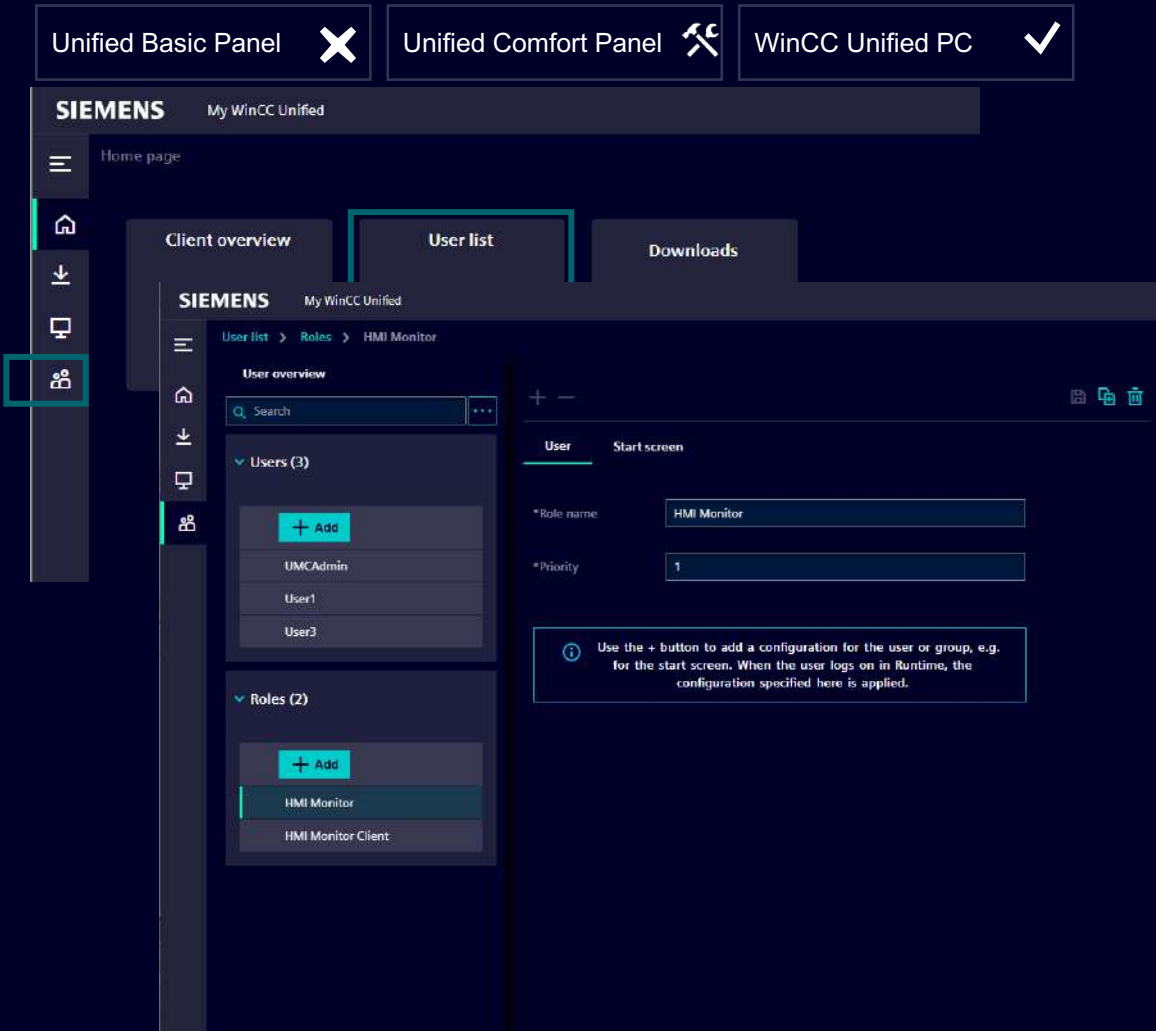 Unified Basic Panel
Unified Comfort Panel
WinCC Unified PC
SIEMENS My WinCC Unified
Home page
Client overview
User list
Downloads
SIEMENS My WinCC Unified
User list > Roles > HMI Monitor
User overview
Search
Users (3)
+ Add
UMCAdmin
User1
User3
Roles (2)
+ Add
HMI Monitor
HMI Monitor Client
User Start screen
*Role name HMI Monitor
*Priority 1
Use the + button to add a configuration for the user or group, e.g.
for the start screen. When the user logs on in Runtime, the
configuration specified here is applied.